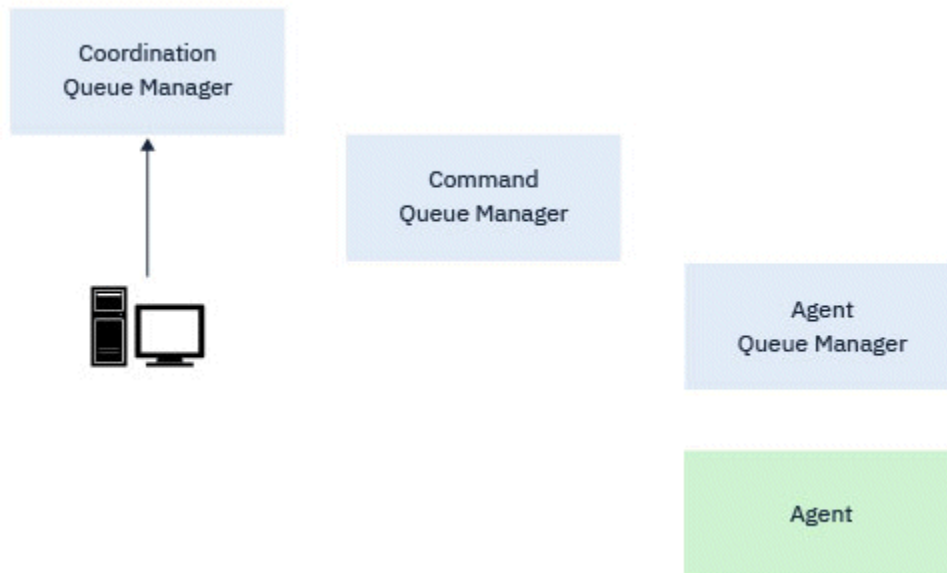 Coordination
Queue Manager
Command
Queue Manager
Agent
Queue Manager
Agent